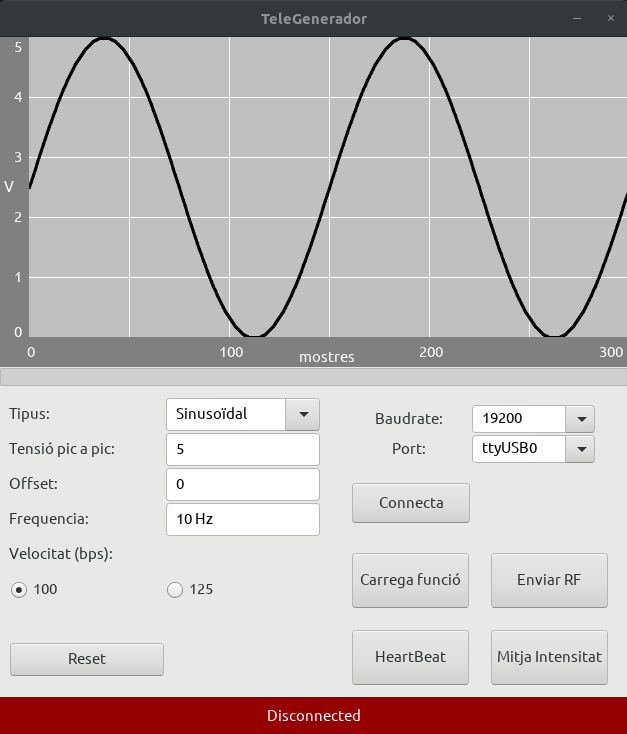 TeleGenerador
5
4
3
V
2
1
0
0 100 200 300
mostres
Tipus: Sinusoïdal
Tensió pic a pic: 5
Offset: 0
Frequencia: 10 Hz
Velocitat (bps):
100 125
Reset
Baudrate: 19200
Port: ttyUSB0
Connecta
Carrega funció Enviar RF
HeartBeat Mitja Intensitat
Disconnected